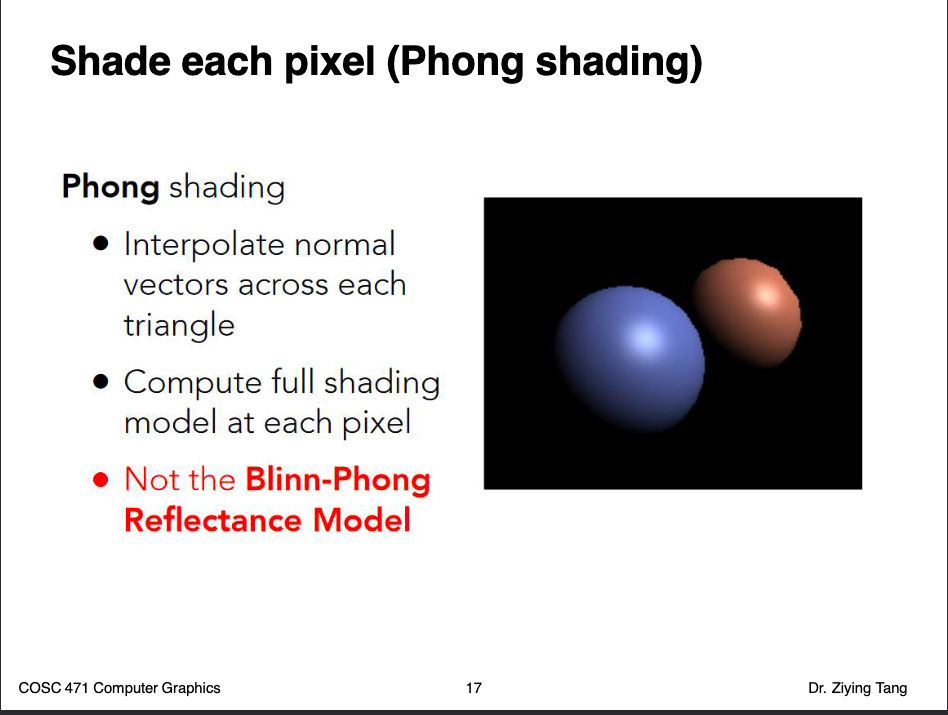 Shade each pixel (Phong shading)
Phong shading
• Interpolate normal
vectors across each
triangle
• Compute full shading
model at each pixel
• Not the Blinn-Phong
Reflectance Model
COSC 471 Computer Graphics
17
Dr. Ziying Tang